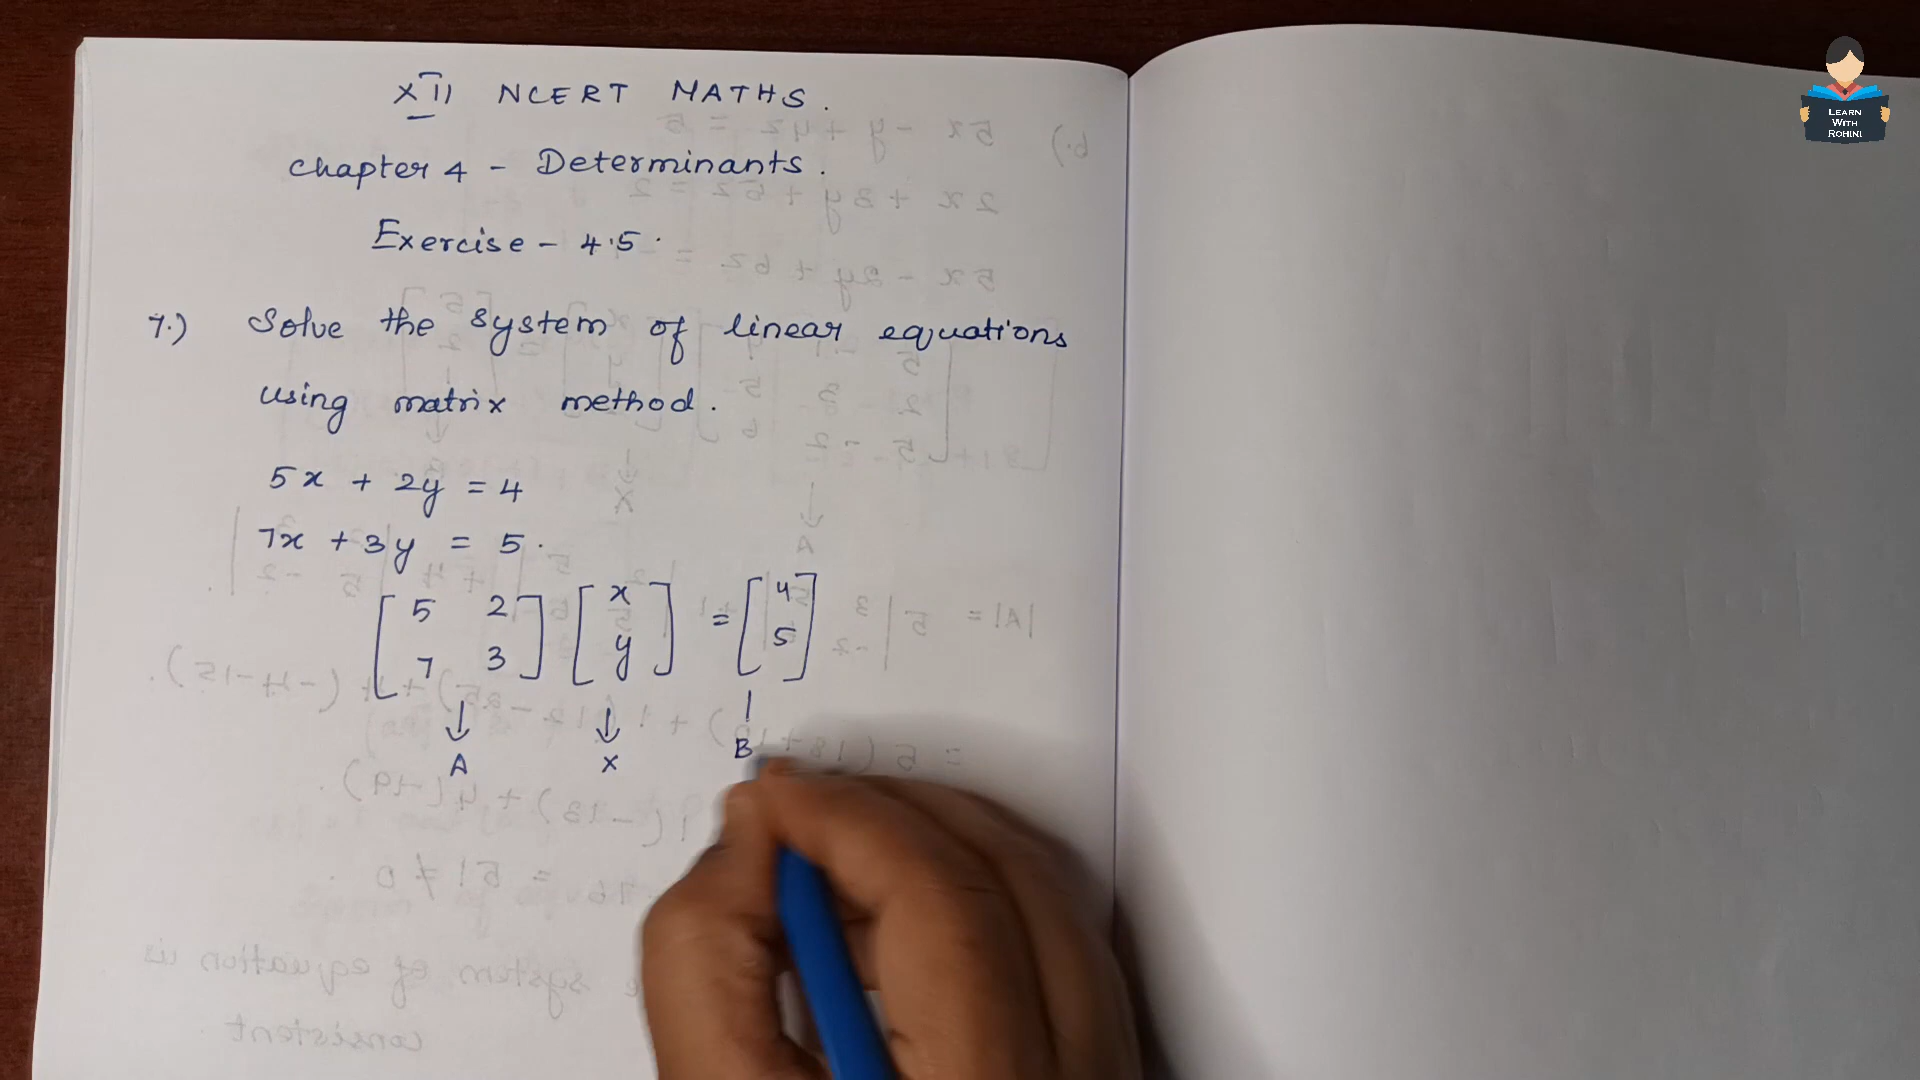 XII NCERT MATHS.
Chapter 4 - Determinants.
Exercise - 4.5.
7.) Solve the system of linear equations
using matrix method.
5x + 2y = 4
7x + 3y = 5.
[5 2
7 3] [x
y] = [4
5]
A X B
LEARN
WITH
ROHINI